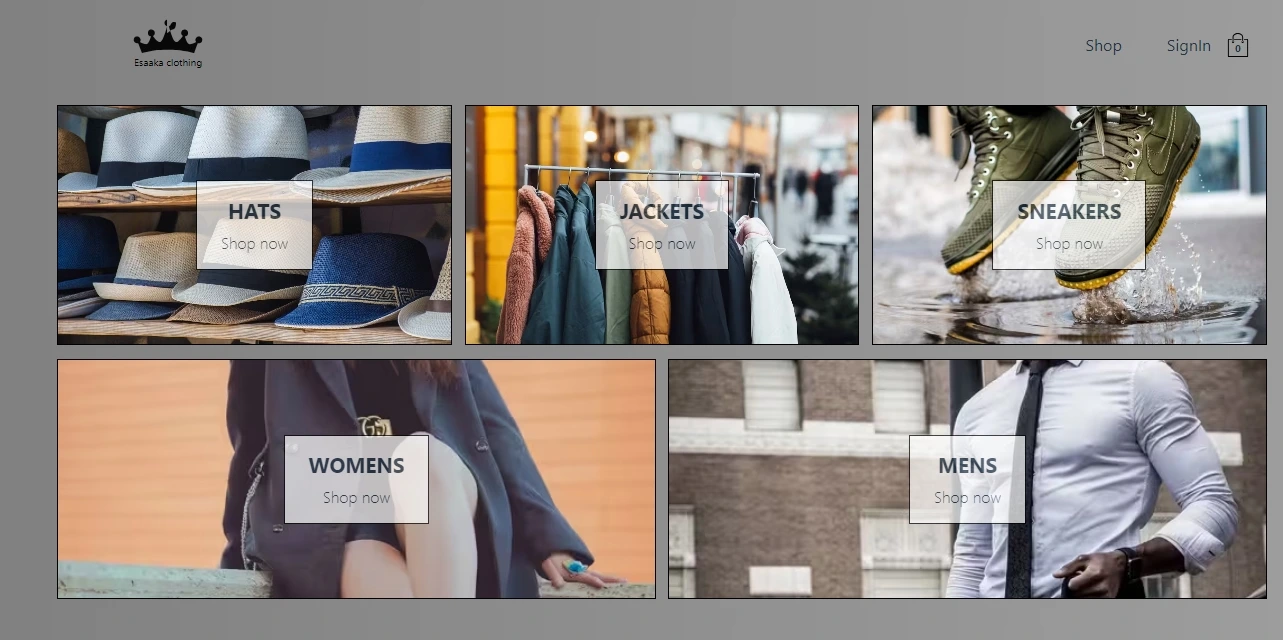 Esaaka clothing
Shop
SignIn
0
HATS
Shop now
JACKETS
Shop now
SNEAKERS
Shop now
WOMENS
Shop now
MENS
Shop now